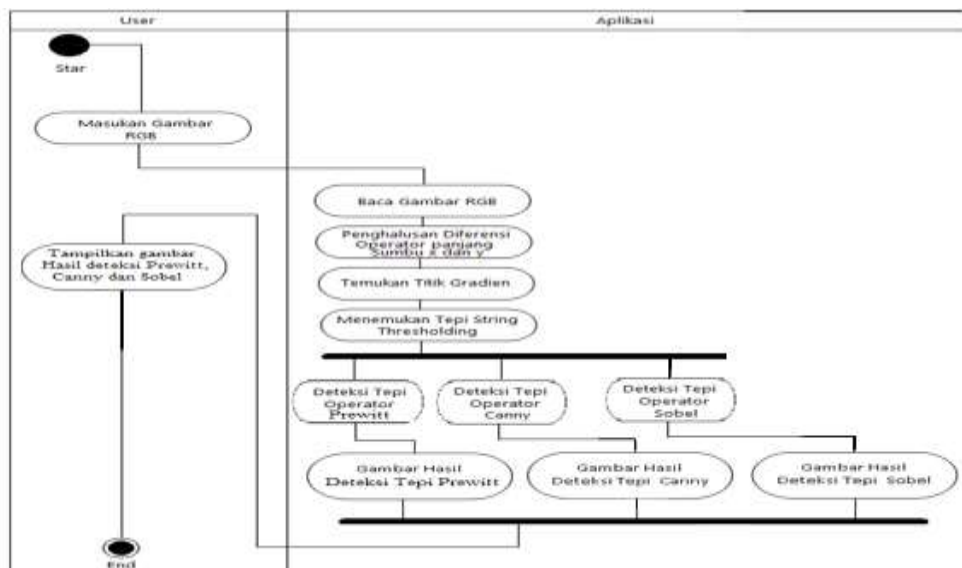 User
Aplikasi
Star
Masukan Gambar
RGB
Baca Gambar RGB
Penghalusan Diferensi
Operator panjang
Sumbu x dan y
Tampilkan gambar
Hasil deteksi Prewitt,
Canny dan Sobel
Temukan Titik Gradien
Menemukan Tepi String
Thresholding
Deteksi Tepi
Operator
Prewitt
Deteksi Tepi
Operator
Canny
Deteksi Tepi
Operator
Sobel
Gambar Hasil
Deteksi Tepi Prewitt
Gambar Hasil
Deteksi Tepi Canny
Gambar Hasil
Deteksi Tepi Sobel
End